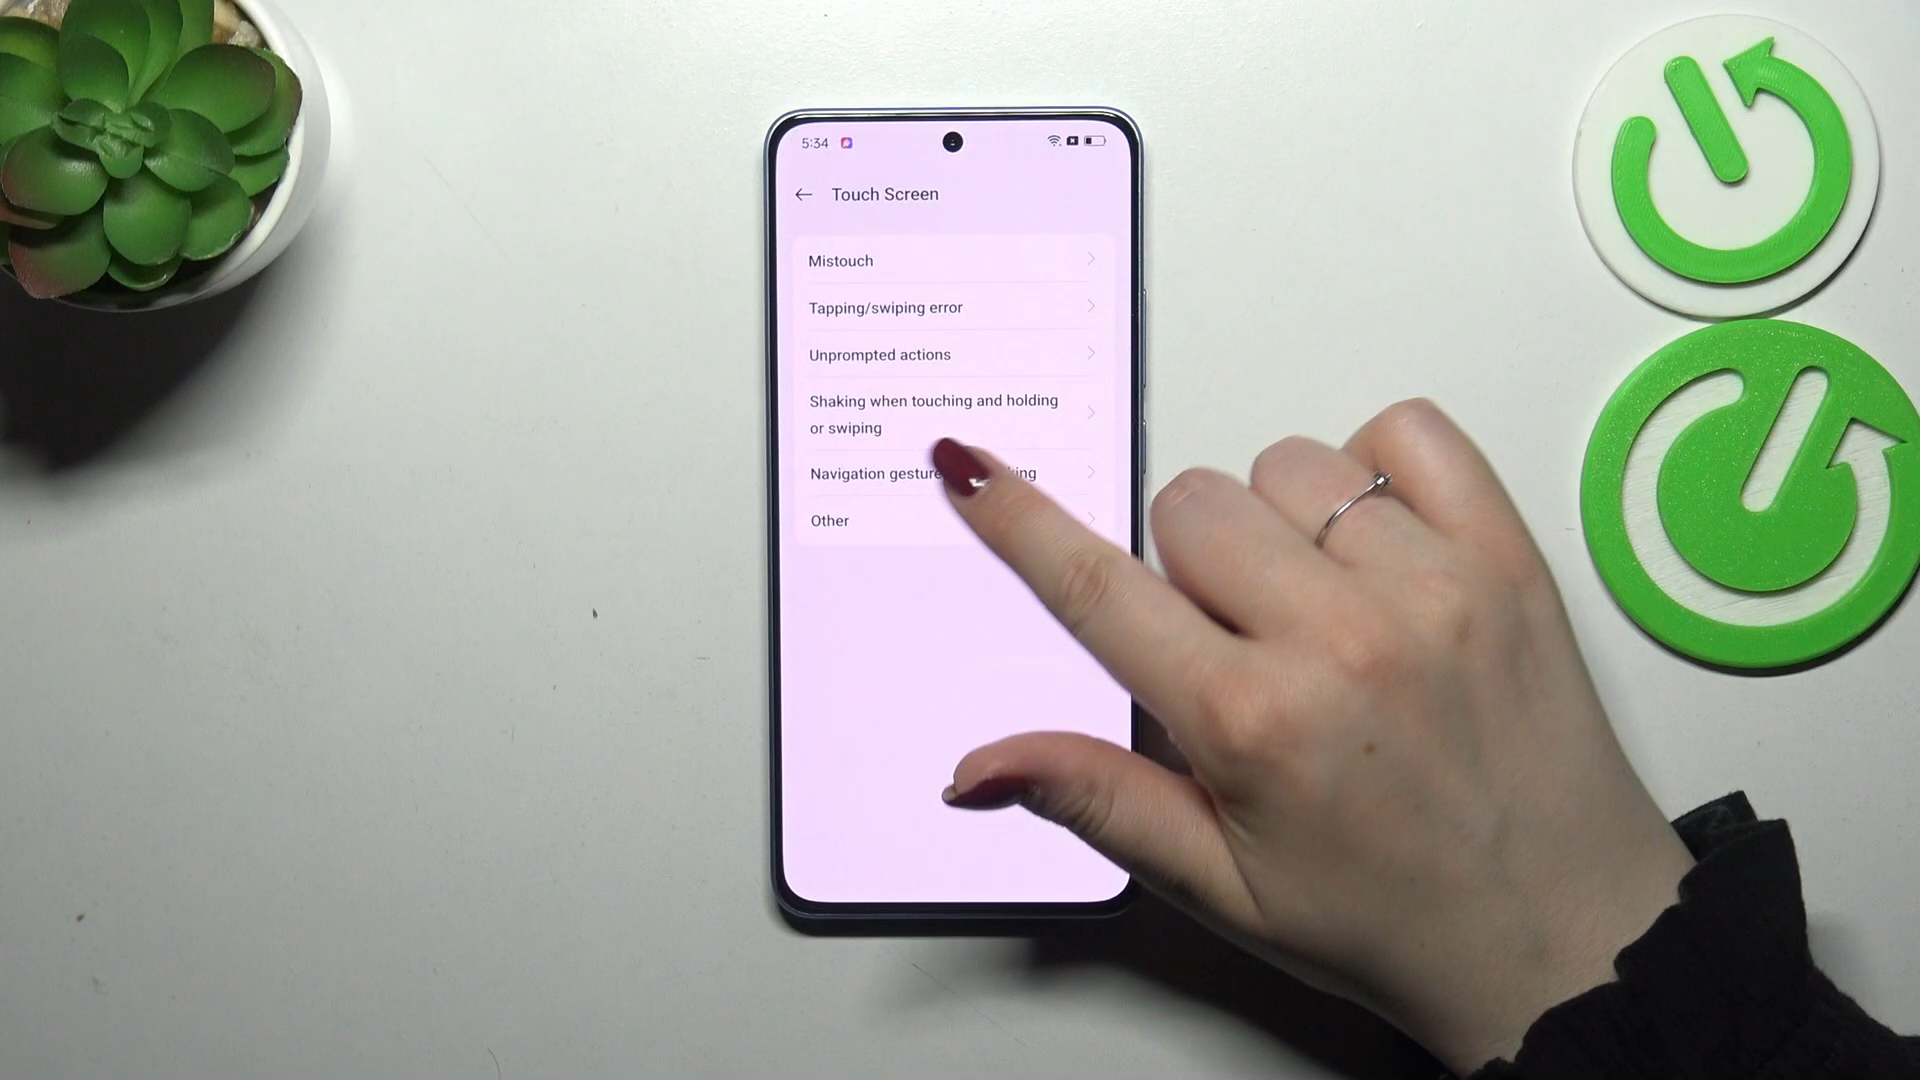 5:34
Touch Screen
Mistouch
Tapping/swiping error
Unprompted actions
Shaking when touching and holding
or swiping
Navigation gesture
Other